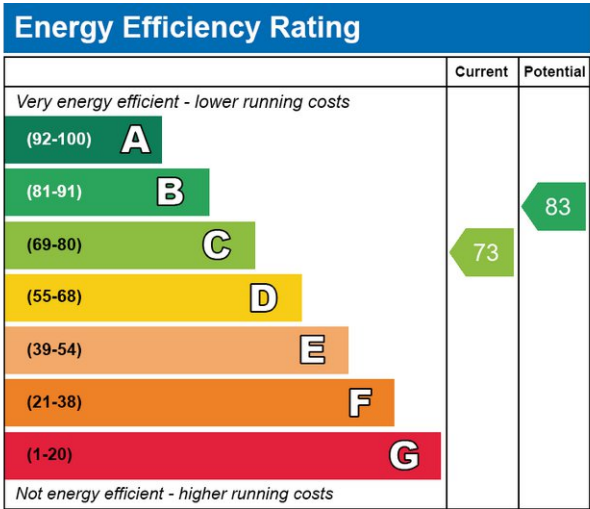 Energy Efficiency Rating
Current Potential
Very energy efficient - lower running costs
(92-100) A
(81-91) B
83
(69-80) C
73
(55-68) D
(39-54) E
(21-38) F
(1-20) G
Not energy efficient - higher running costs